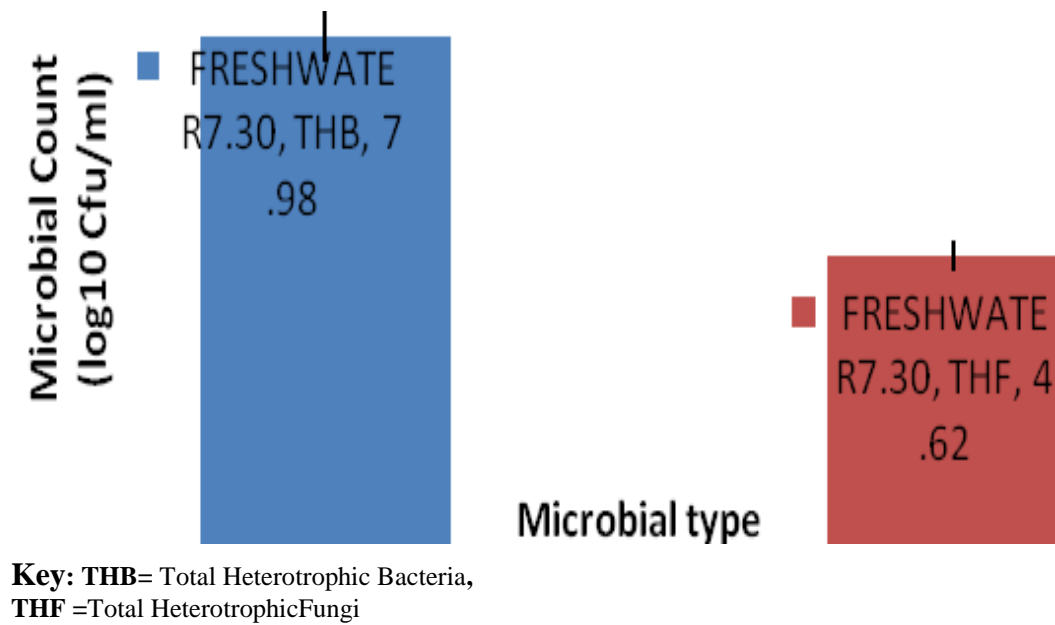 Microbial Count
(log10 Cfu/ml)
FRESHWATE
R7.30, THB, 7
.98
FRESHWATE
R7.30, THF, 4
.62
Microbial type
Key: THB= Total Heterotrophic Bacteria,
THF =Total HeterotrophicFungi